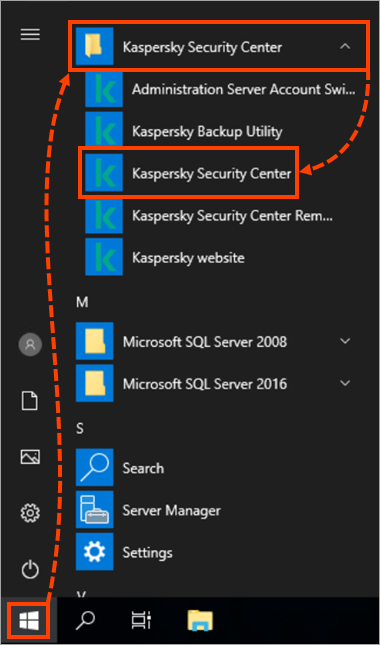 Kaspersky Security Center
Administration Server Account Swi...
Kaspersky Backup Utility
Kaspersky Security Center
Kaspersky Security Center Rem...
Kaspersky website
M
Microsoft SQL Server 2008
Microsoft SQL Server 2016
S
Search
Server Manager
Settings